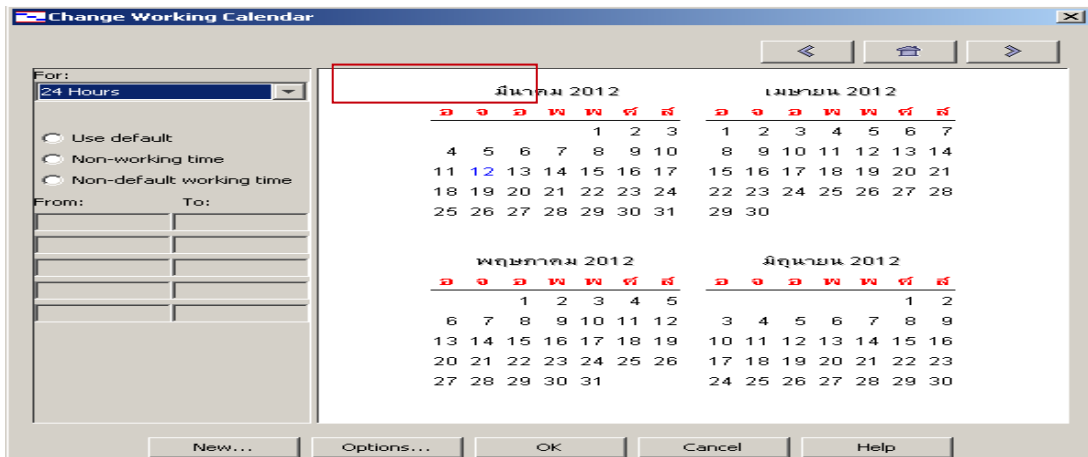 Change Working Calendar
For:
24 Hours
Use default
Non-working time
Non-default working time
From: To:
มีนาคม 2012
อ จ อ พ พ ศ ส
1 2 3
4 5 6 7 8 9 10
11 12 13 14 15 16 17
18 19 20 21 22 23 24
25 26 27 28 29 30 31
เมษายน 2012
อ จ อ พ พ ศ ส
1 2 3 4 5 6 7
8 9 10 11 12 13 14
15 16 17 18 19 20 21
22 23 24 25 26 27 28
29 30
พฤษภาคม 2012
อ จ อ พ พ ศ ส
1 2 3 4 5
6 7 8 9 10 11 12
13 14 15 16 17 18 19
20 21 22 23 24 25 26
27 28 29 30 31
มิถุนายน 2012
อ จ อ พ พ ศ ส
1 2
3 4 5 6 7 8 9
10 11 12 13 14 15 16
17 18 19 20 21 22 23
24 25 26 27 28 29 30
New... Options... OK Cancel Help